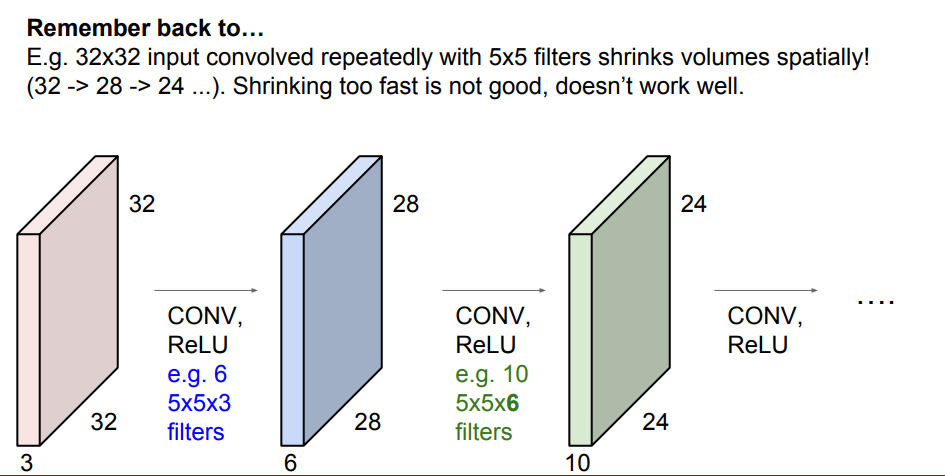 Remember back to…
E.g. 32x32 input convolved repeatedly with 5x5 filters shrinks volumes spatially!
(32 -> 28 -> 24 ...). Shrinking too fast is not good, doesn’t work well.
32
28
24
CONV,
ReLU
e.g. 6
5x5x3
filters
CONV,
ReLU
e.g. 10
5x5x6
filters
CONV,
ReLU
....
32
28
24
3
6
10